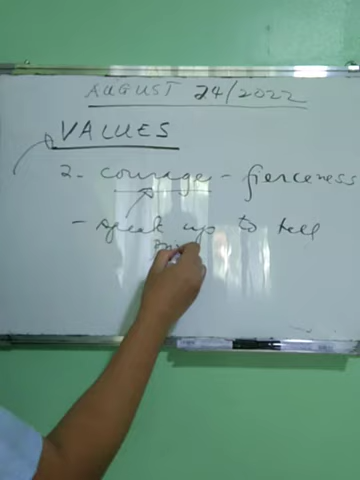 AUGUST 24/2022
VALUES
2. courage - fierceness
- speak up to tell